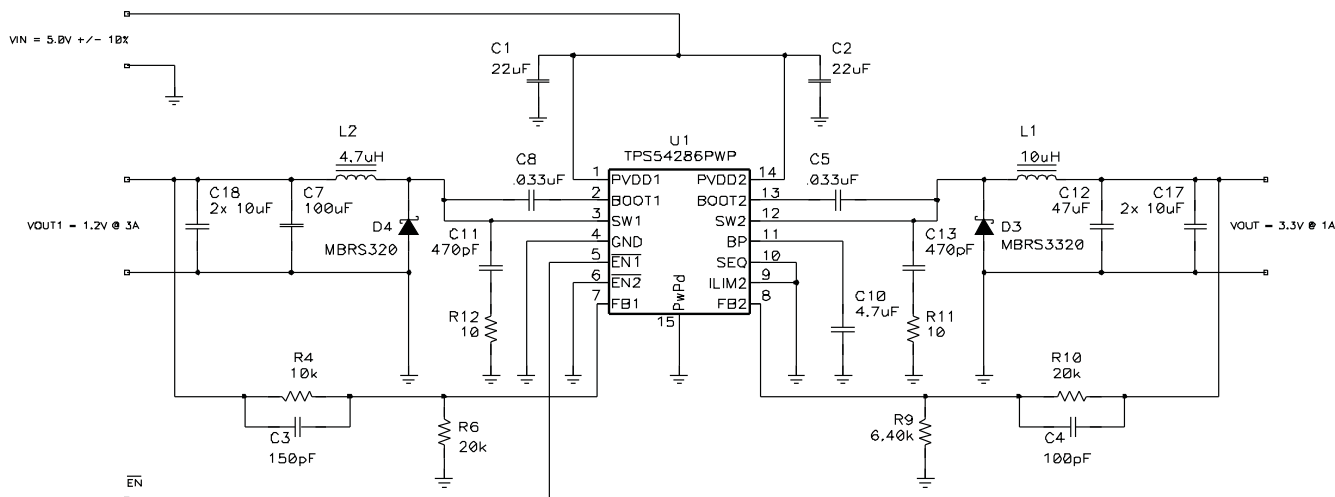 VIN = 5.0V +/- 10%
C1
22uF
C2
22uF
L2
4.7uH
U1
TPS54286PWP
L1
10uH
C8
.033uF
C5
.033uF
1
PVDD1
PVDD2
14
2
BOOT1
BOOT2
13
3
SW1
SW2
12
4
GND
BP
11
5
EN1
SEQ
10
6
EN2
ILIM2
9
7
FB1
FB2
8
PwPd
15
C18
2x 10uF
C7
100uF
D4
MBRS320
C11
470pF
C13
470pF
D3
MBRS3320
C12
47uF
C17
2x 10uF
VOUT1 = 1.2V @ 3A
VOUT = 3.3V @ 1A
R12
10
C10
4.7uF
R11
10
R4
10k
R10
20k
C3
150pF
R6
20k
R9
6.40k
C4
100pF
EN